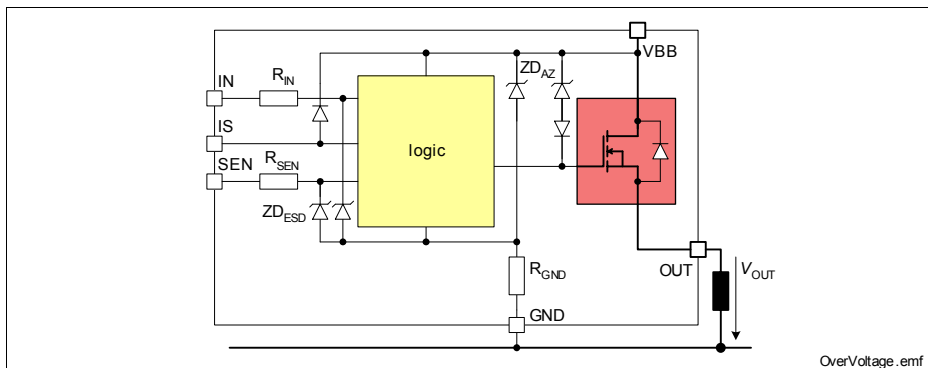 VBB
ZD_AZ
IN
R_IN
IS
logic
SEN
R_SEN
ZD_ESD
OUT
V_OUT
R_GND
GND
OverVoltage.emf